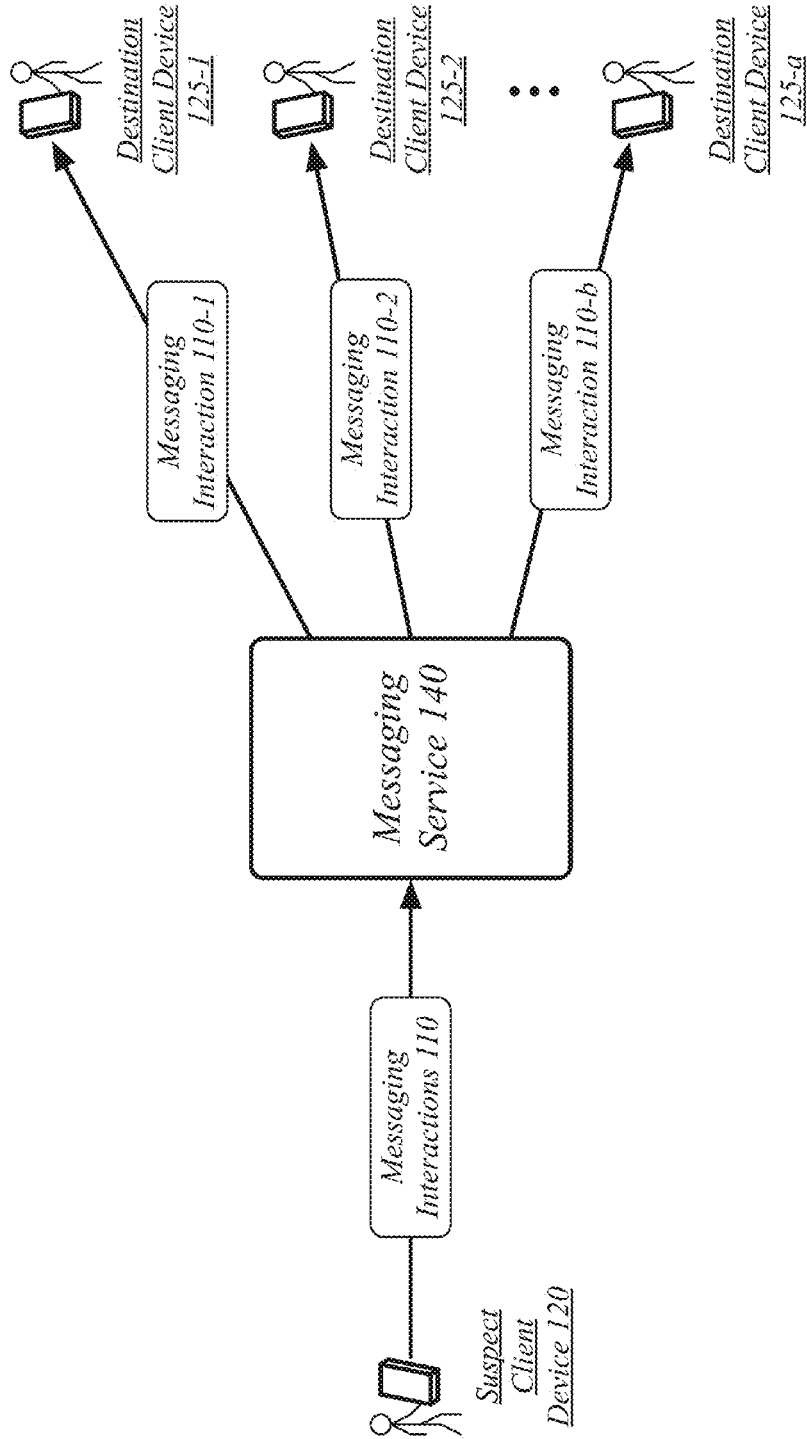 Suspect
Client
Device 120
Messaging
Interactions 110
Messaging
Service 140
Messaging
Interaction 110-1
Messaging
Interaction 110-2
Messaging
Interaction 110-b
Destination
Client Device
125-1
Destination
Client Device
125-2
Destination
Client Device
125-a